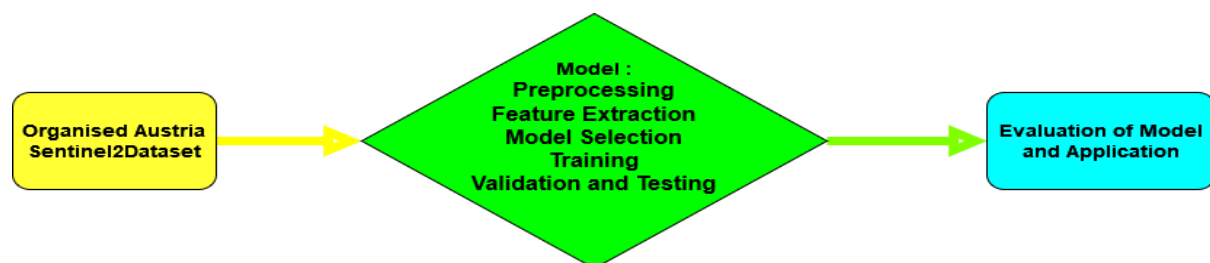 Organised Austria
Sentinel2Dataset
Model :
Preprocessing
Feature Extraction
Model Selection
Training
Validation and Testing
Evaluation of Model
and Application